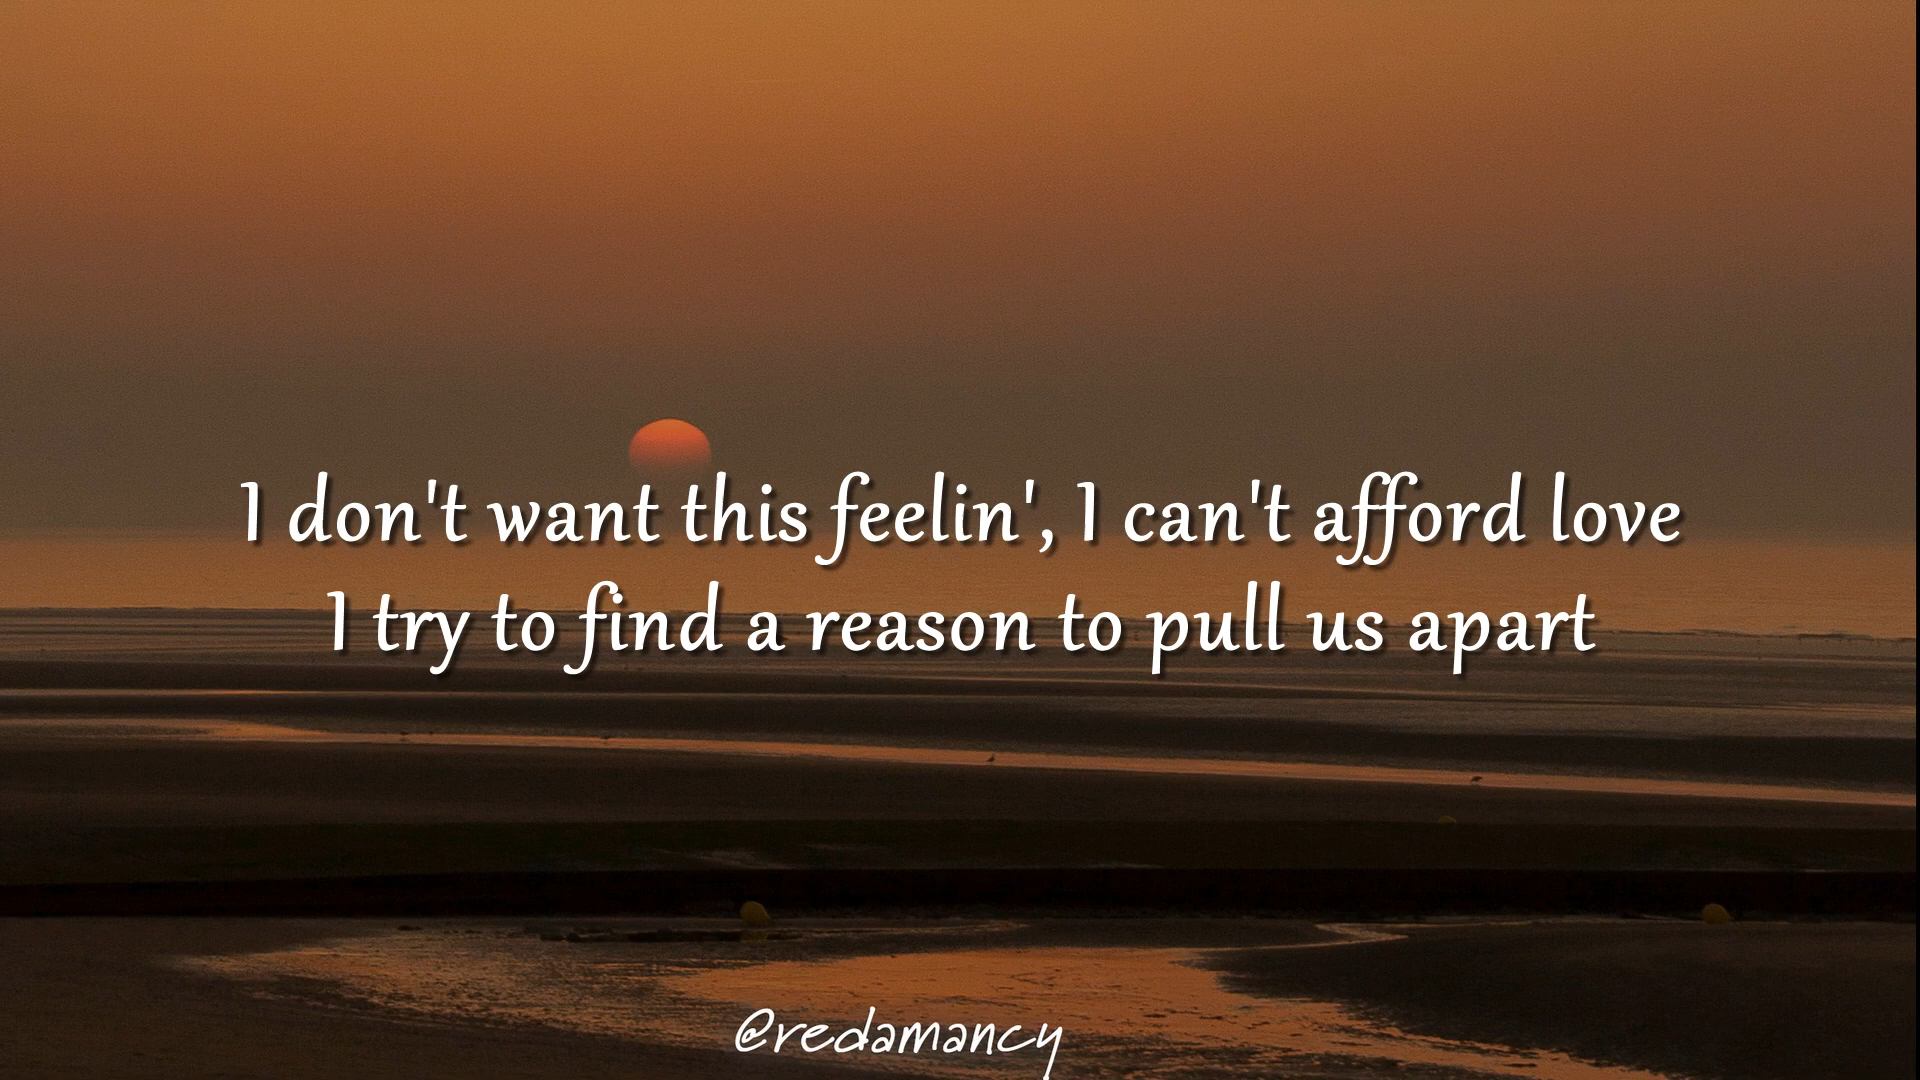 I don't want this feelin', I can't afford love
I try to find a reason to pull us apart
@redamancy